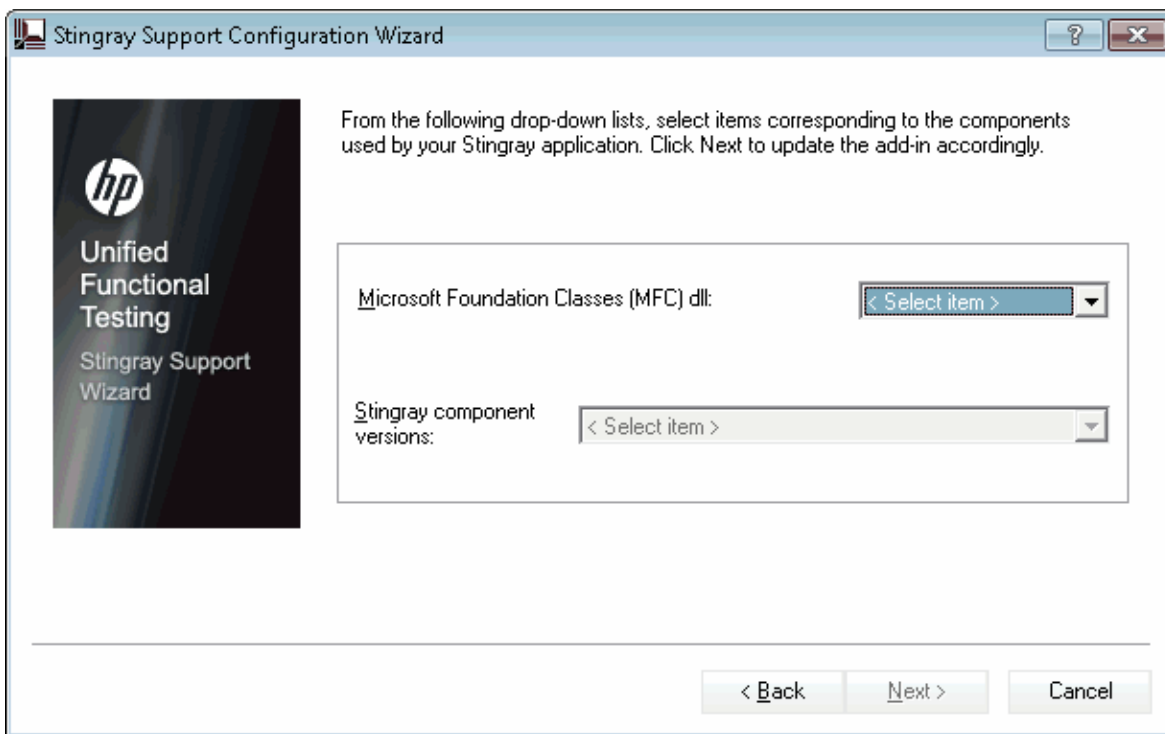 Stingray Support Configuration Wizard
?
hp
Unified
Functional
Testing
Stingray Support
Wizard
From the following drop-down lists, select items corresponding to the components
used by your Stingray application. Click Next to update the add-in accordingly.
Microsoft Foundation Classes (MFC) dll:
< Select item >
Stingray component
versions:
< Select item >
< Back
Next >
Cancel